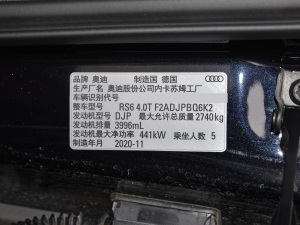 品牌 奥迪 制造国 德国
生产厂名 奥迪股份公司内卡苏姆工厂
车辆识别代号
整车型号 RS6 4.0T F2ADJPBQ6K2
发动机型号 DJP 最大允许总质量 2740kg
发动机排量 3996mL
最大净功率 441kW 乘坐人数 5
制造年月 2020-11